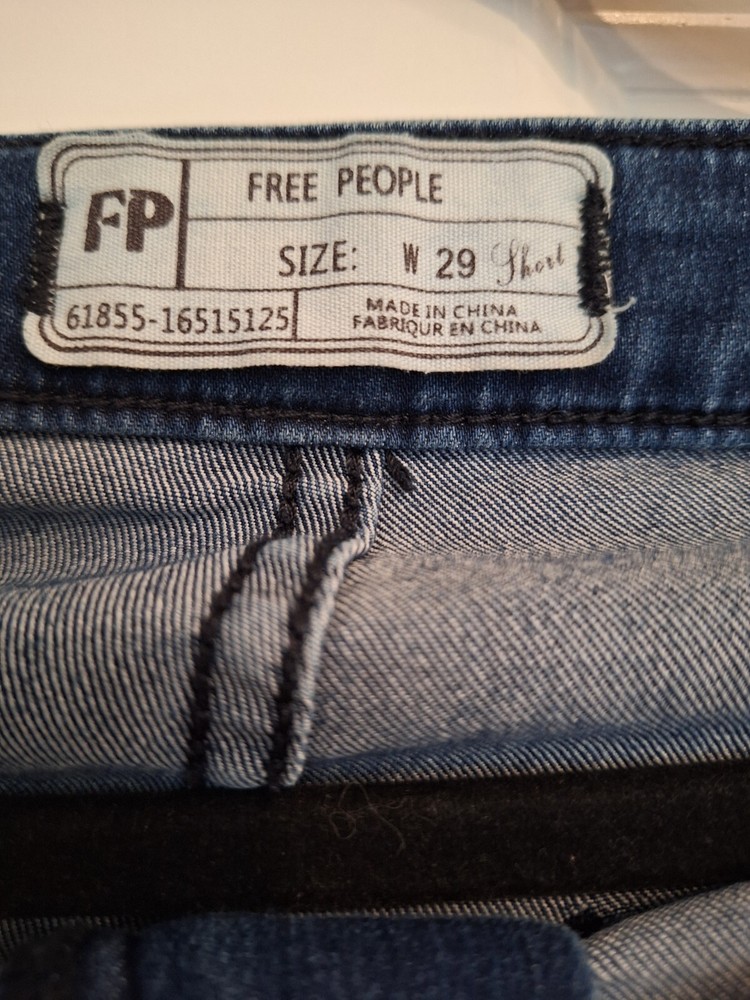 FP
FREE PEOPLE
SIZE: W 29 Short
61855-16515125
MADE IN CHINA
FABRIQUR EN CHINA